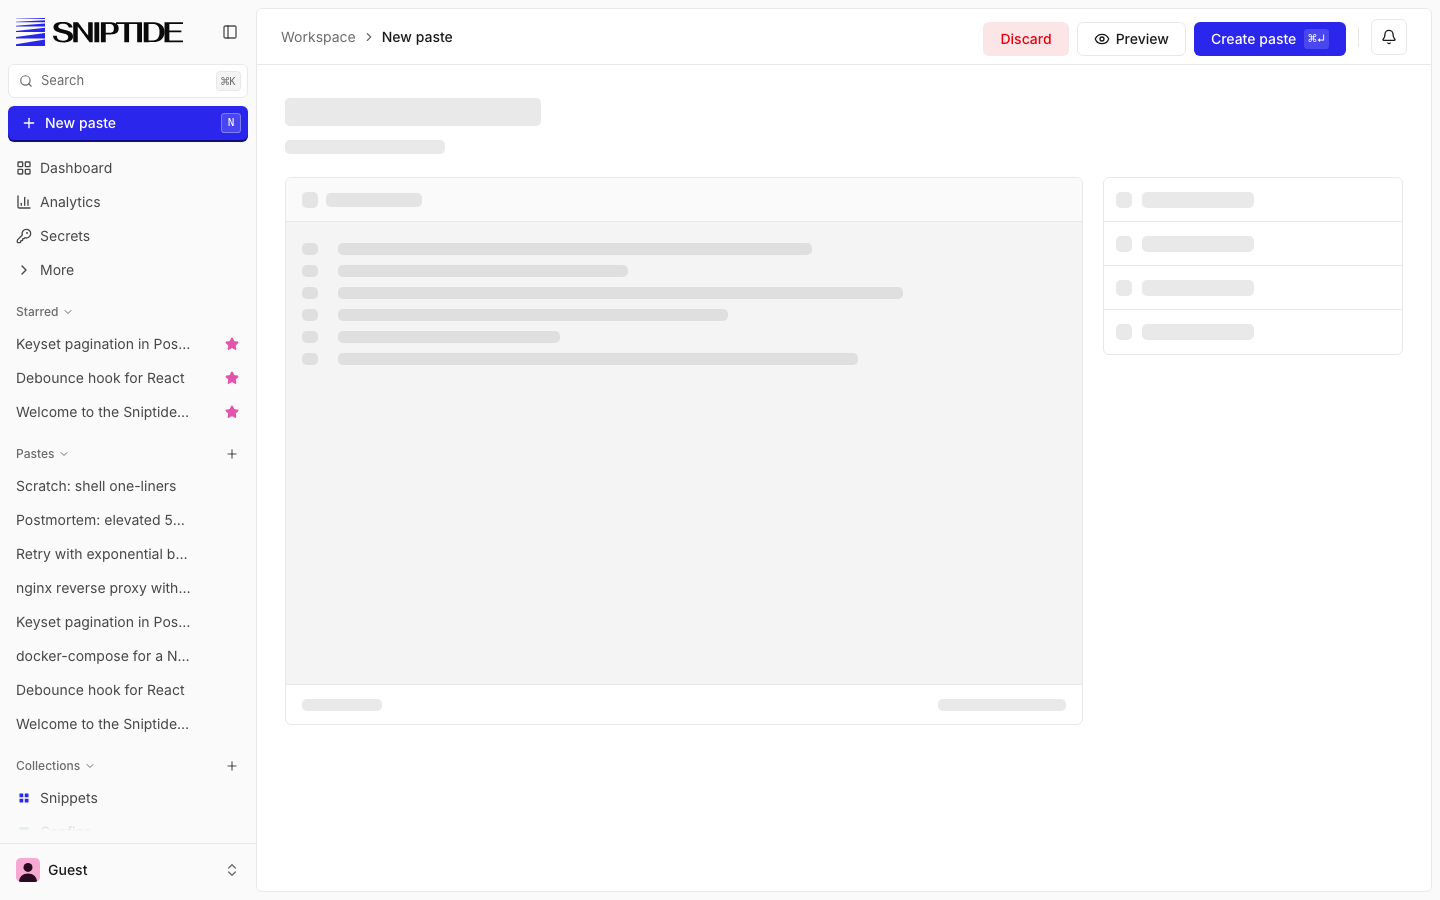 SNIPTIDE
Search ⌘K
New paste N
Dashboard
Analytics
Secrets
More
Starred
Keyset pagination in Pos...
Debounce hook for React
Welcome to the Sniptide...
Pastes
Scratch: shell one-liners
Postmortem: elevated 5...
Retry with exponential b...
nginx reverse proxy with...
Keyset pagination in Pos...
docker-compose for a N...
Debounce hook for React
Welcome to the Sniptide...
Collections
Snippets
Guest
Workspace > New paste
Discard
Preview
Create paste ⌘↵